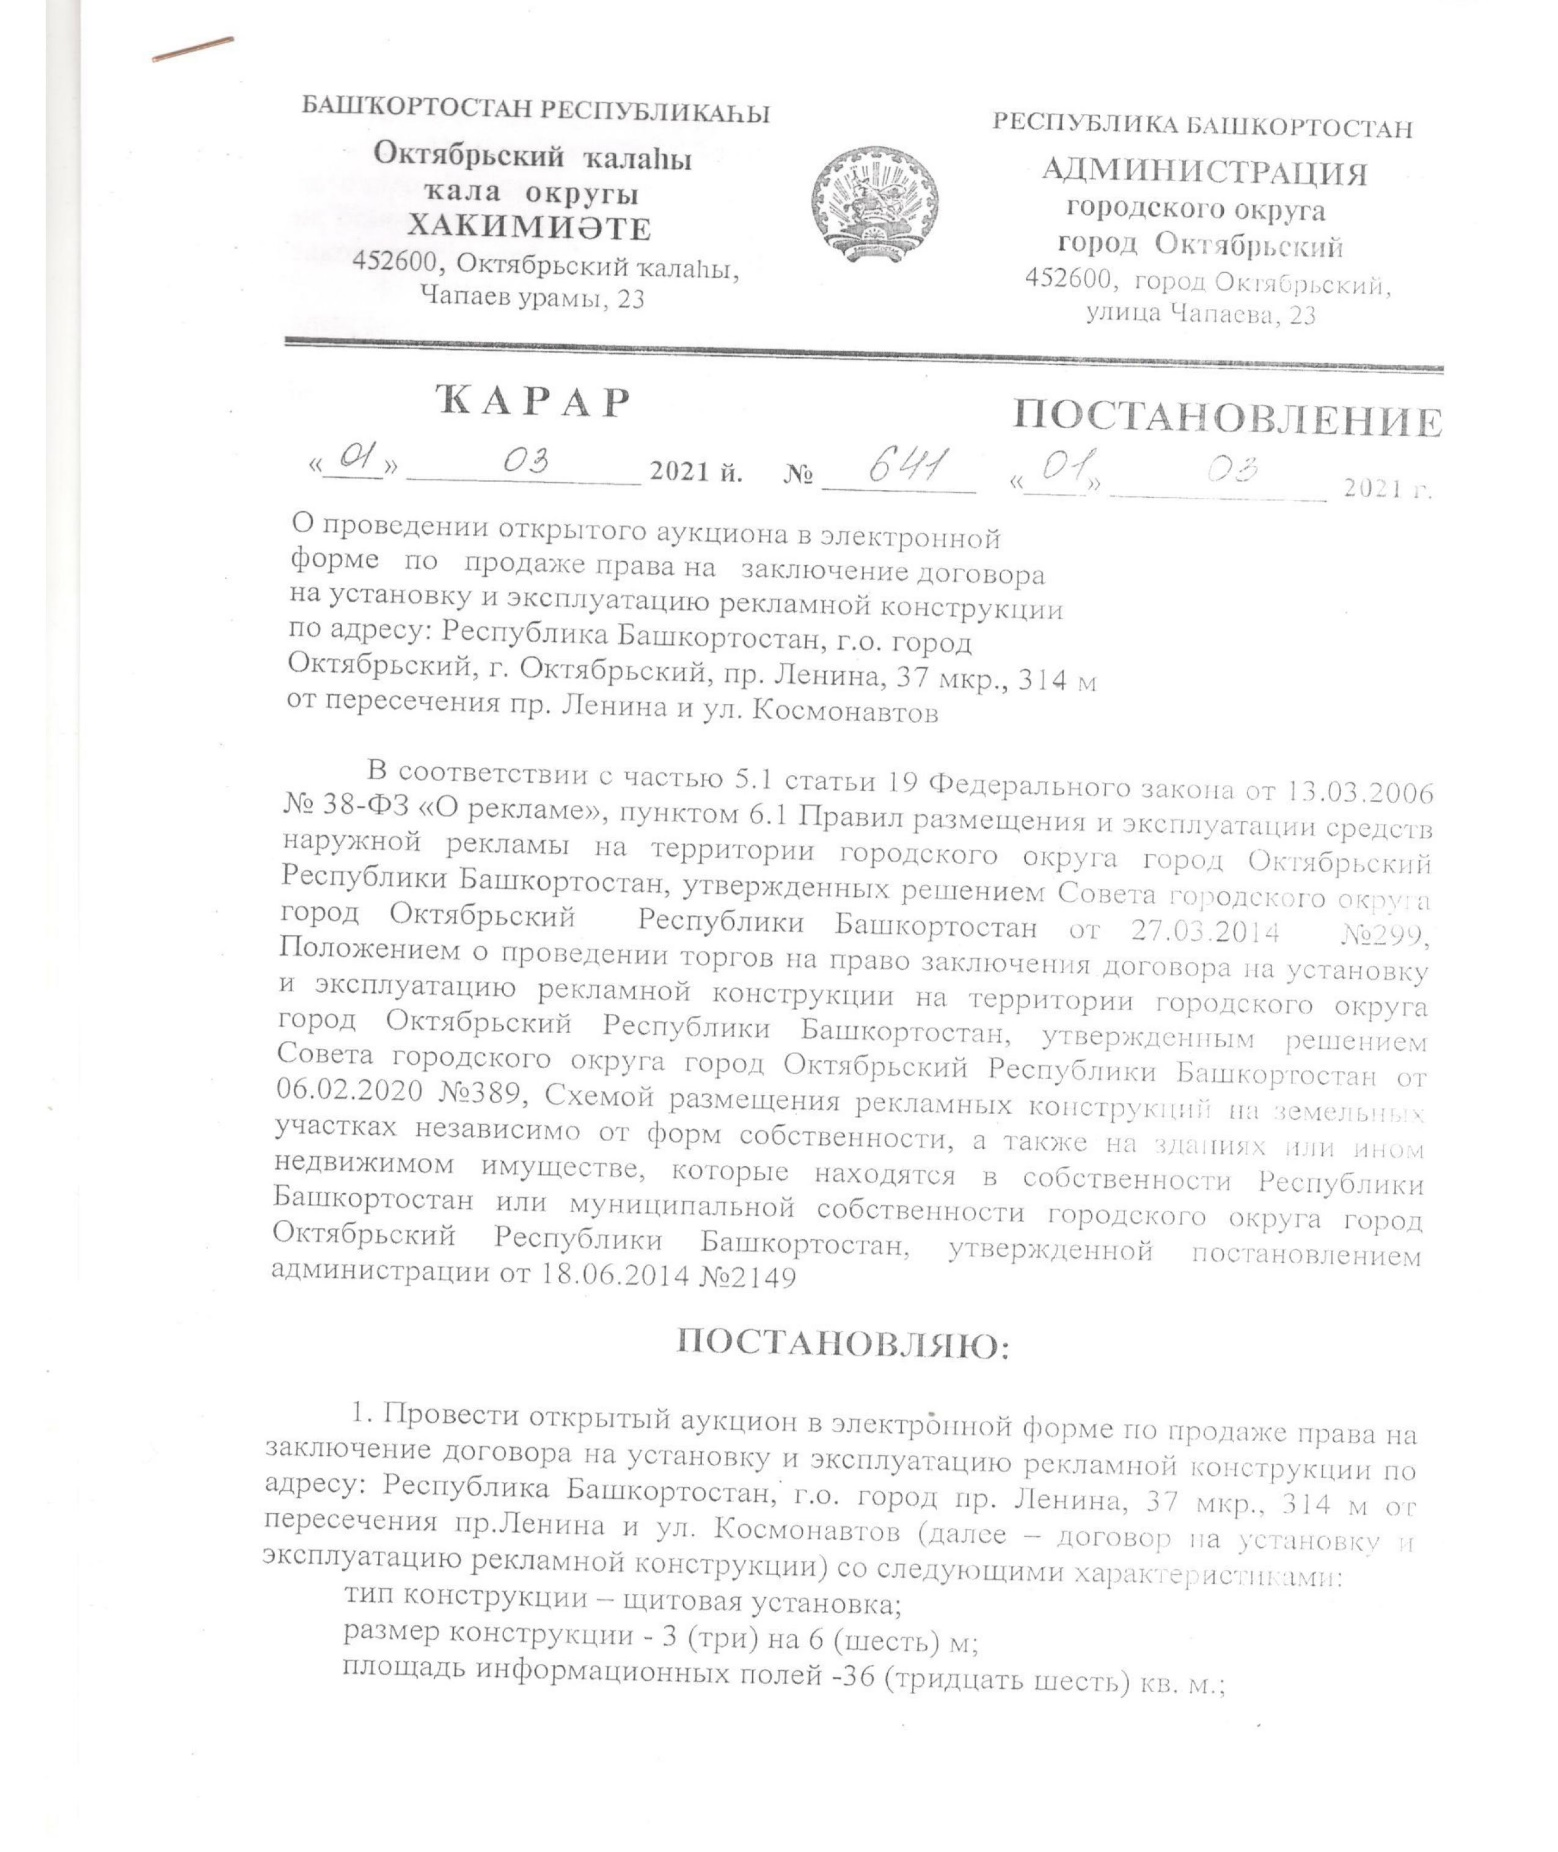 БАШҠОРТОСТАН РЕСПУБЛИКАҺЫ
Октябрьский ҡалаһы
ҡала округы
ХАКИМИӘТЕ
452600, Октябрьский ҡалаһы,
Чапаев урамы, 23
РЕСПУБЛИКА БАШКОРТОСТАН
АДМИНИСТРАЦИЯ
городского округа
город Октябрьский
452600, город Октябрьский,
улица Чапаева, 23
ҠАРАР
ПОСТАНОВЛЕНИЕ
«01» 03 2021 й. № 641 «01» 03 2021 г.
О проведении открытого аукциона в электронной
форме по продаже права на заключение договора
на установку и эксплуатацию рекламной конструкции
по адресу: Республика Башкортостан, г.о. город
Октябрьский, г. Октябрьский, пр. Ленина, 37 мкр., 314 м
от пересечения пр. Ленина и ул. Космонавтов
В соответствии с частью 5.1 статьи 19 Федерального закона от 13.03.2006
№ 38-ФЗ «О рекламе», пунктом 6.1 Правил размещения и эксплуатации средств
наружной рекламы на территории городского округа город Октябрьский
Республики Башкортостан, утвержденных решением Совета городского округа
город Октябрьский Республики Башкортостан от 27.03.2014 №299,
Положением о проведении торгов на право заключения договора на установку
и эксплуатацию рекламной конструкции на территории городского округа
город Октябрьский Республики Башкортостан, утвержденным решением
Совета городского округа город Октябрьский Республики Башкортостан от
06.02.2020 №389, Схемой размещения рекламных конструкций на земельных
участках независимо от форм собственности, а также на зданиях или ином
недвижимом имуществе, которые находятся в собственности Республики
Башкортостан или муниципальной собственности городского округа город
Октябрьский Республики Башкортостан, утвержденной постановлением
администрации от 18.06.2014 №2149
ПОСТАНОВЛЯЮ:
1. Провести открытый аукцион в электронной форме по продаже права на
заключение договора на установку и эксплуатацию рекламной конструкции по
адресу: Республика Башкортостан, г.о. город пр. Ленина, 37 мкр., 314 м от
пересечения пр.Ленина и ул. Космонавтов (далее – договор на установку и
эксплуатацию рекламной конструкции) со следующими характеристиками:
тип конструкции – щитовая установка;
размер конструкции - 3 (три) на 6 (шесть) м;
площадь информационных полей -36 (тридцать шесть) кв. м.;